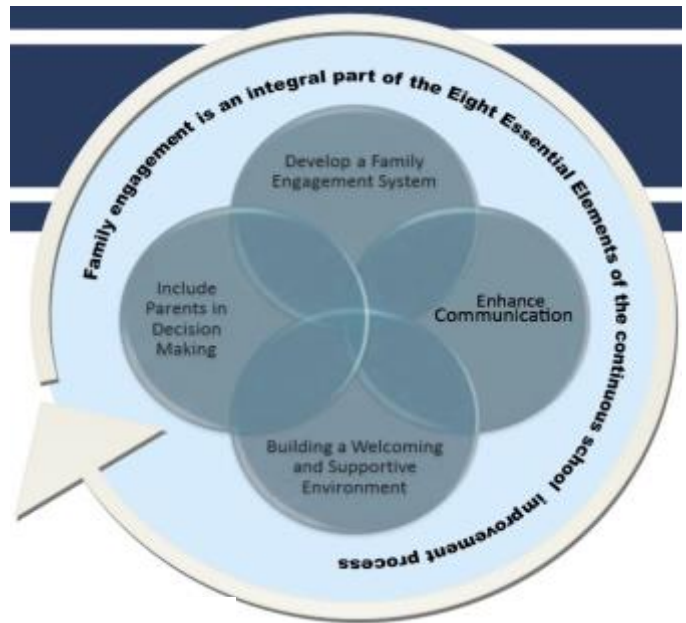 Family engagement is an integral part of the Eight Essential Elements of the continuous school improvement process
Develop a Family
Engagement System
Include
Parents in
Decision
Making
Enhance
Communication
Building a Welcoming
and Supportive
Environment